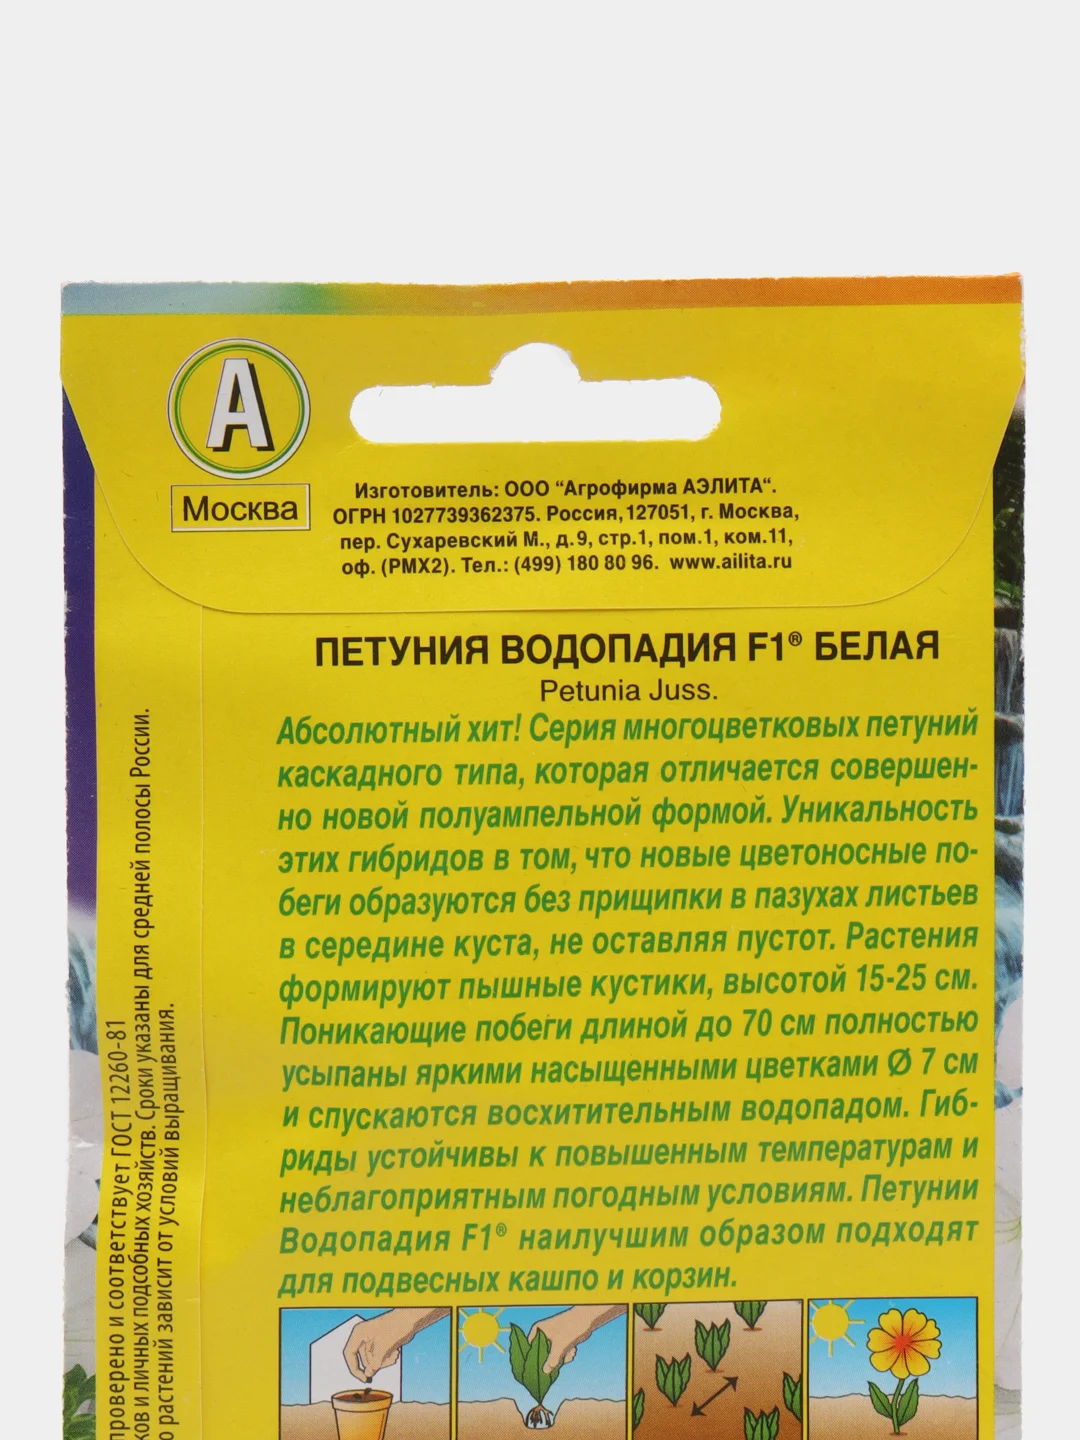 А
Москва
Изготовитель: ООО “Агрофирма АЭЛИТА“.
ОГРН 1027739362375. Россия,127051, г. Москва,
пер. Сухаревский М., д.9, стр.1, пом.1, ком.11,
оф. (РМХ2). Тел.: (499) 180 80 96. www.ailita.ru
ПЕТУНИЯ ВОДОПАДИЯ F1® БЕЛАЯ
Petunia Juss.
Абсолютный хит! Серия многоцветковых петуний
каскадного типа, которая отличается совершен-
но новой полуампельной формой. Уникальность
этих гибридов в том, что новые цветоносные по-
беги образуются без прищипки в пазухах листьев
в середине куста, не оставляя пустот. Растения
формируют пышные кустики, высотой 15-25 см.
Поникающие побеги длиной до 70 см полностью
усыпаны яркими насыщенными цветками Ø 7 см
и спускаются восхитительным водопадом. Гиб-
риды устойчивы к повышенным температурам и
неблагоприятным погодным условиям. Петунии
Водопадия F1® наилучшим образом подходят
для подвесных кашпо и корзин.
проверено и соответствует ГОСТ 12260-81
и личных подсобных хозяйств. Сроки указаны для средней полосы России.
растений зависит от условий выращивания.